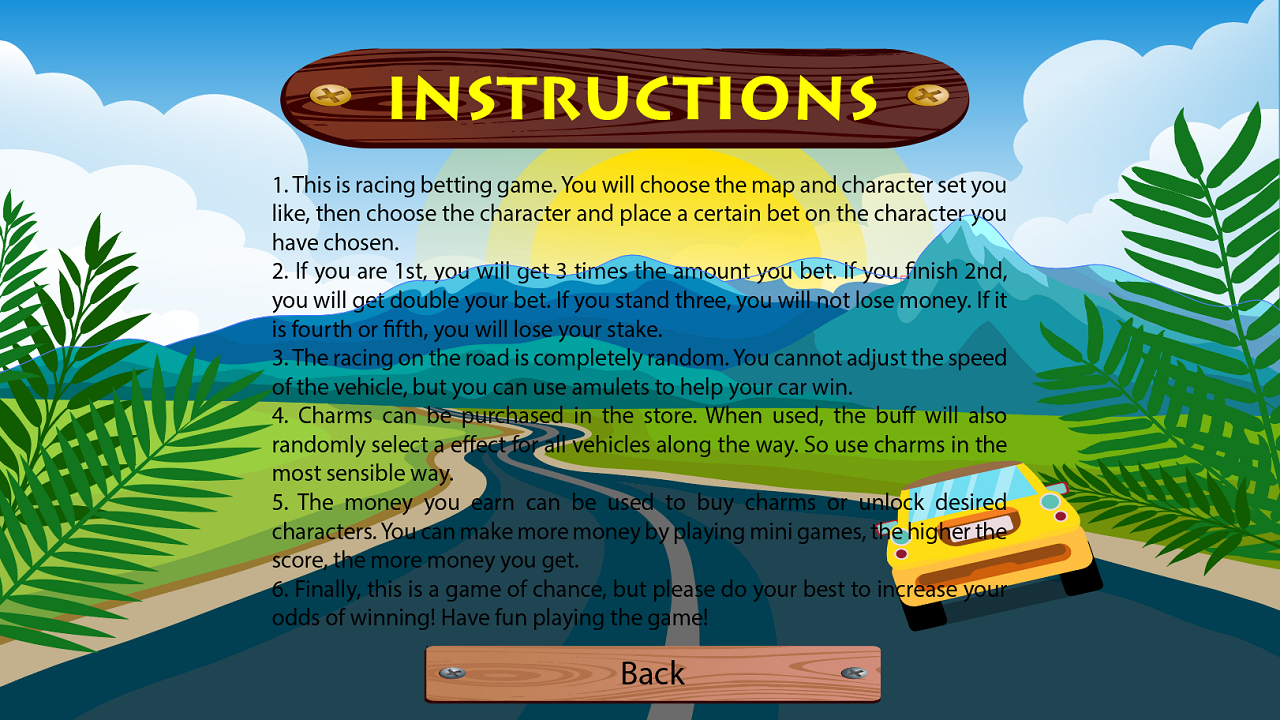 INSTRUCTIONS
1. This is racing betting game. You will choose the map and character set you
like, then choose the character and place a certain bet on the character you
have chosen.
2. If you are 1st, you will get 3 times the amount you bet. If you finish 2nd,
you will get double your bet. If you stand three, you will not lose money. If it
is fourth or fifth, you will lose your stake.
3. The racing on the road is completely random. You cannot adjust the speed
of the vehicle, but you can use amulets to help your car win.
4. Charms can be purchased in the store. When used, the buff will also
randomly select a effect for all vehicles along the way. So use charms in the
most sensible way.
5. The money you earn can be used to buy charms or unlock desired
characters. You can make more money by playing mini games, the higher the
score, the more money you get.
6. Finally, this is a game of chance, but please do your best to increase your
odds of winning! Have fun playing the game!
Back